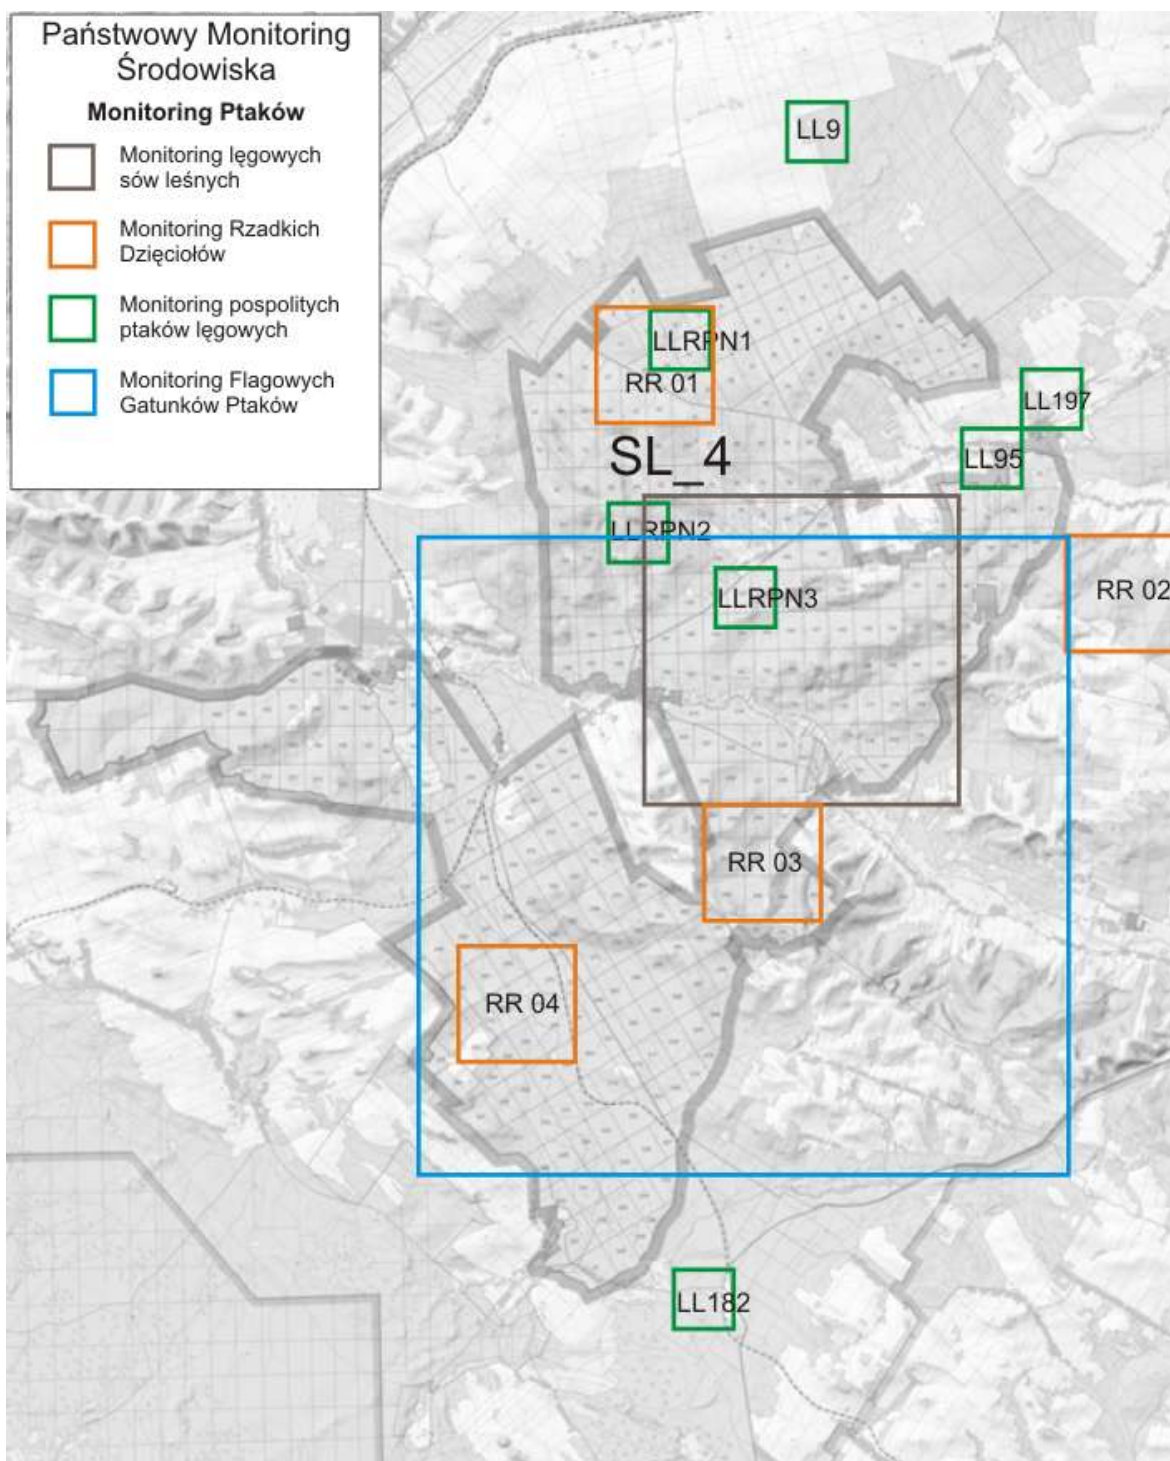 Państwowy Monitoring
Środowiska
Monitoring Ptaków
Monitoring lęgowych
sów leśnych
Monitoring Rzadkich
Dzięciołów
Monitoring pospolitych
ptaków lęgowych
Monitoring Flagowych
Gatunków Ptaków
LL9
LLRPN1
RR 01
LL197
SL_4
LL95
LLRPN2
RR 02
LLRPN3
RR 03
RR 04
LL182